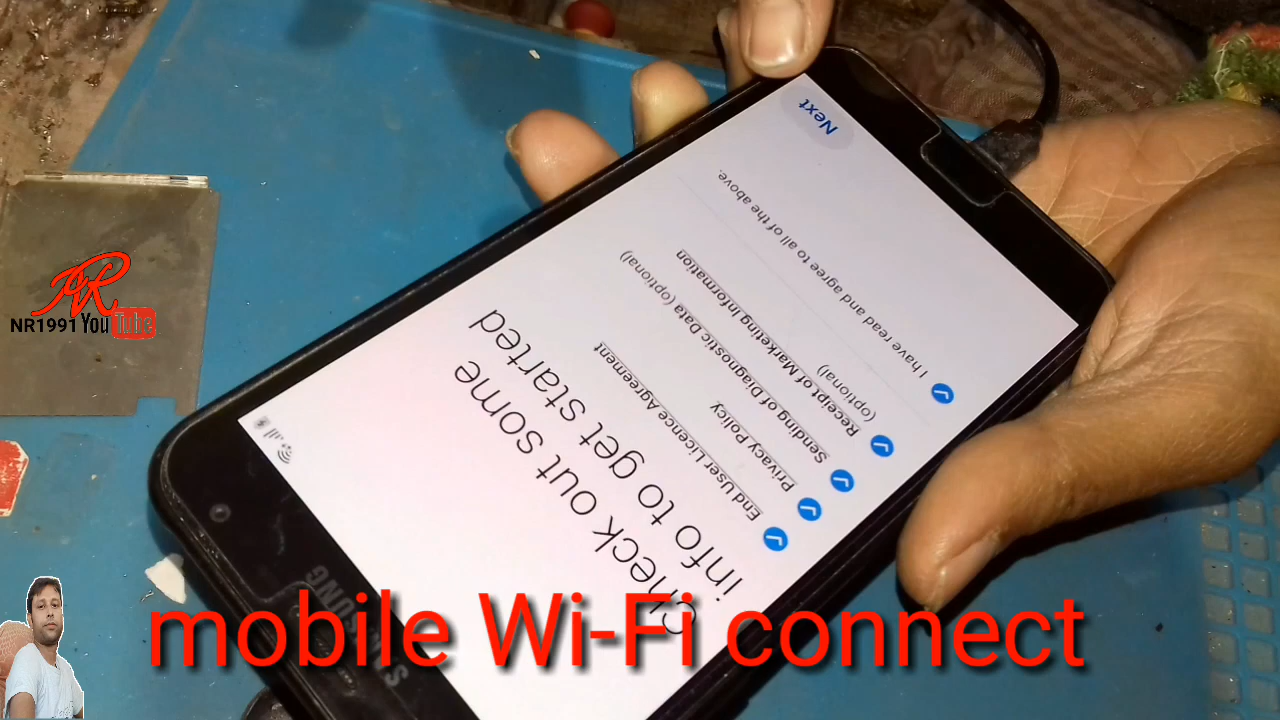 Check out some
info to get started
End User Licence Agreement
Privacy Policy
Sending of Diagnostic Data (optional)
Receipt of Marketing Information
(optional)
I have read and agree to all of the above.
Next
SAMSUNG
NR
NR1991 YouTube
mobile Wi-Fi connect